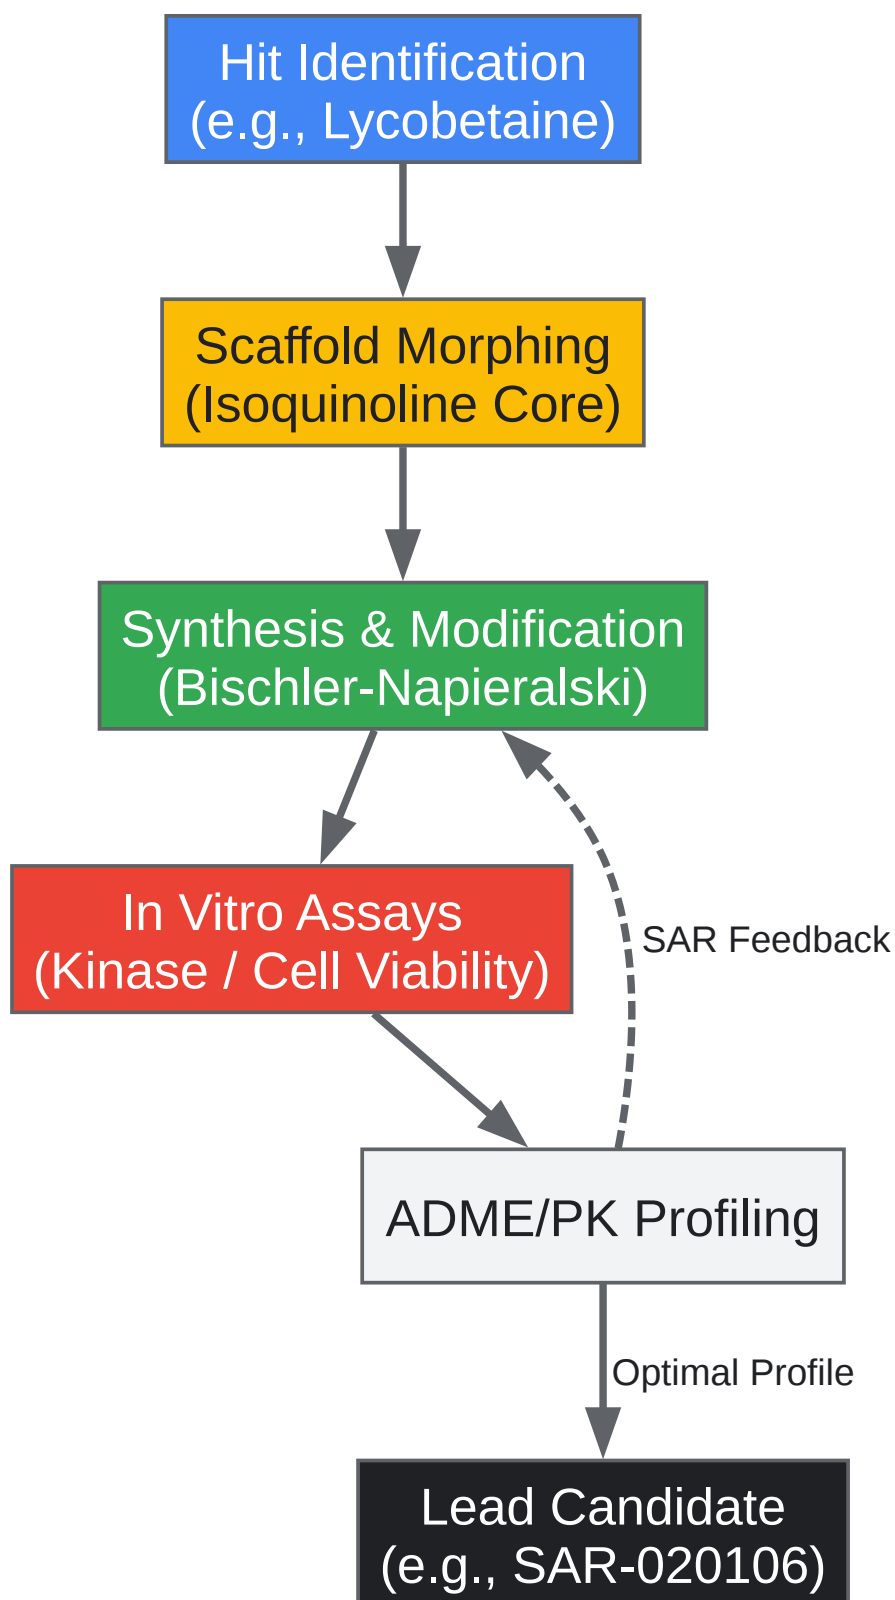 Hit Identification
(e.g., Lycobetaine)
Scaffold Morphing
(Isoquinoline Core)
Synthesis & Modification
(Bischler-Napieralski)
In Vitro Assays
(Kinase / Cell Viability)
SAR Feedback
ADME/PK Profiling
Optimal Profile
Lead Candidate
(e.g., SAR-020106)